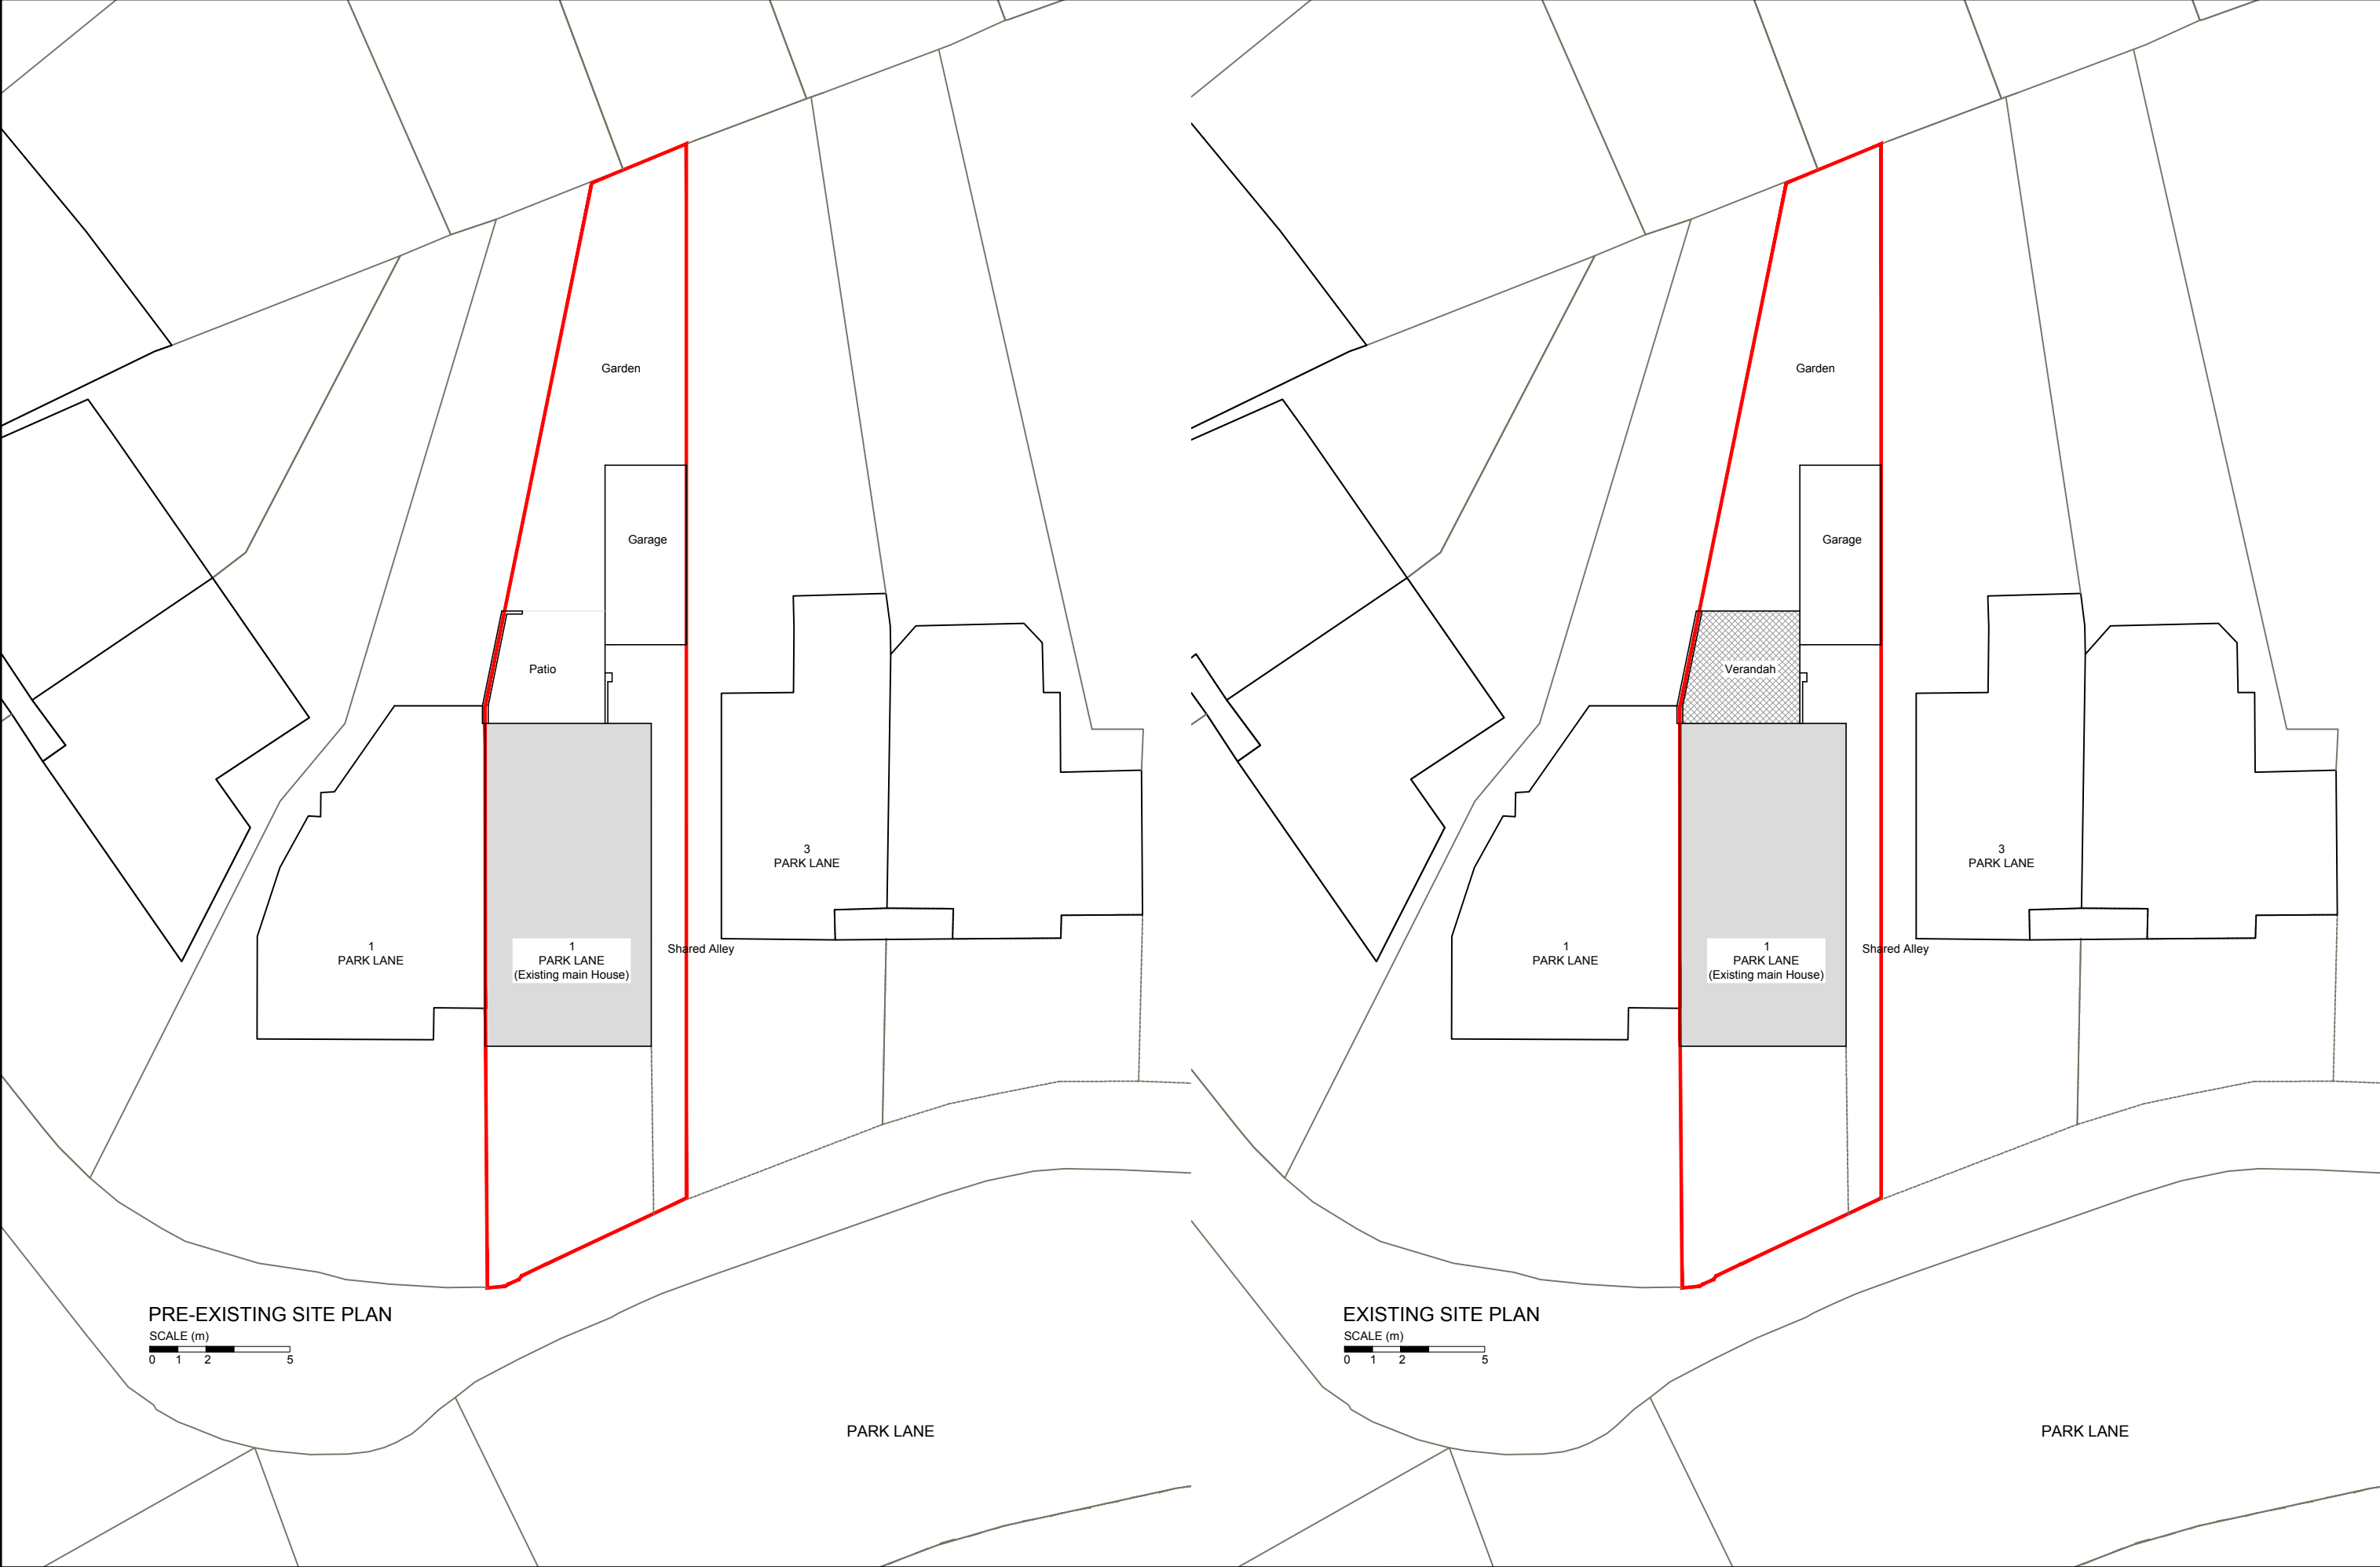 Garden
Garage
Patio
3
PARK LANE
1
PARK LANE
1
PARK LANE
(Existing main House)
Shared Alley
PRE-EXISTING SITE PLAN
SCALE (m)
0 1 2 5
PARK LANE
Garden
Garage
Verandah
3
PARK LANE
1
PARK LANE
1
PARK LANE
(Existing main House)
Shared Alley
EXISTING SITE PLAN
SCALE (m)
0 1 2 5
PARK LANE